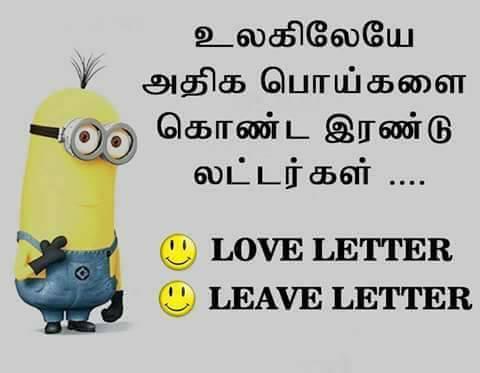 உலகிலேயே
அதிக பொய்களை
கொண்ட இரண்டு
லட்டர்கள் ....
LOVE LETTER
LEAVE LETTER